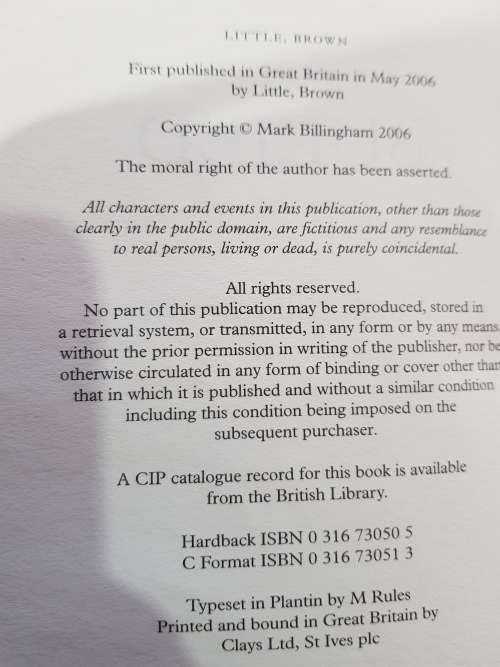 LITTLE, BROWN
First published in Great Britain in May 2006
by Little, Brown
Copyright © Mark Billingham 2006
The moral right of the author has been asserted.
All characters and events in this publication, other than those
clearly in the public domain, are fictitious and any resemblance
to real persons, living or dead, is purely coincidental.
All rights reserved.
No part of this publication may be reproduced, stored in
a retrieval system, or transmitted, in any form or by any means,
without the prior permission in writing of the publisher, nor be
otherwise circulated in any form of binding or cover other than
that in which it is published and without a similar condition
including this condition being imposed on the
subsequent purchaser.
A CIP catalogue record for this book is available
from the British Library.
Hardback ISBN 0 316 73050 5
C Format ISBN 0 316 73051 3
Typeset in Plantin by M Rules
Printed and bound in Great Britain by
Clays Ltd, St Ives plc